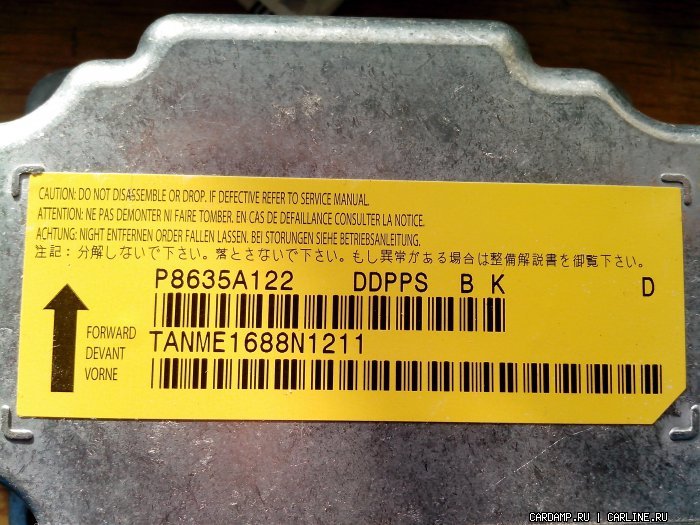 CAUTION: DO NOT DISASSEMBLE OR DROP. IF DEFECTIVE REFER TO SERVICE MANUAL.
ATTENTION: NE PAS DEMONTER NI FAIRE TOMBER. EN CAS DE DEFAILLANCE CONSULTER LA NOTICE.
ACHTUNG: NIGHT ENTFERNEN ORDER FALLEN LASSEN. BEI STORUNGEN SIEHE BETRIEBSANLEITUNG.
注記：分解しないで下さい。落とさないで下さい。もし異常がある場合は整備解説書を御覧下さい。
P8635A122 DDPPS B K D
FORWARD
DEVANT
VORNE
TANME1688N1211
CARDAMP.RU | CARLINE.RU